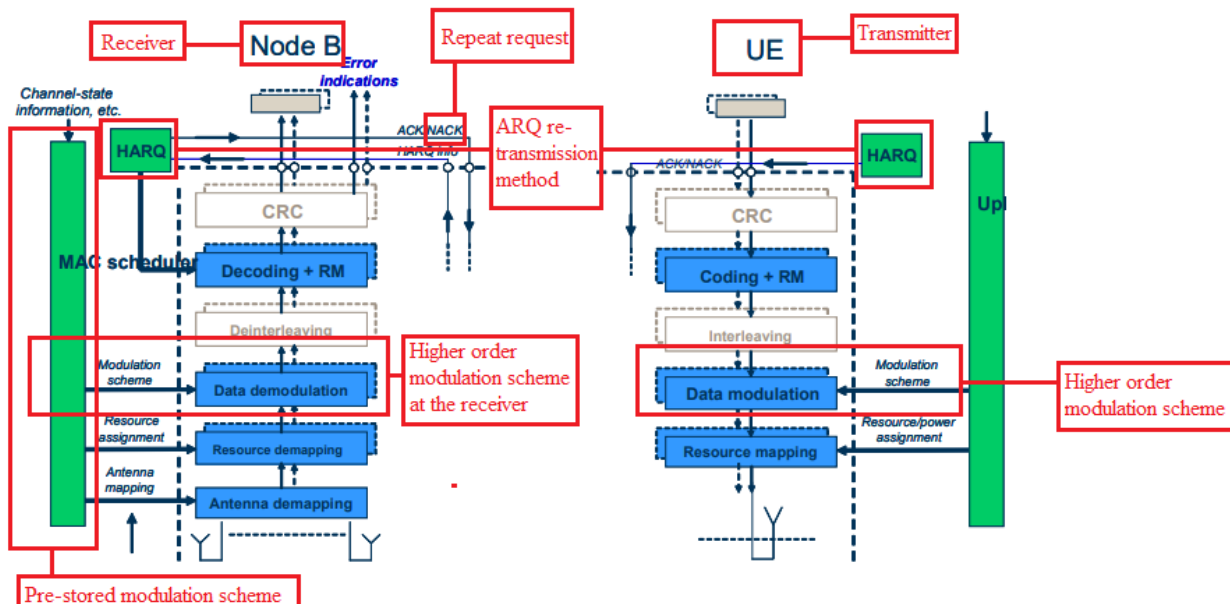 Receiver
Node B
Repeat request
UE
Transmitter
Error
indications
Channel-state
information, etc.
HARQ
ACK/NACK
HARQ info
ARQ re-
transmission
method
ACK/NACK
HARQ
CRC
CRC
Upl
MAC scheduler
Decoding + RM
Coding + RM
Deinterleaving
Interleaving
Modulation
scheme
Data demodulation
Higher order
modulation scheme
at the receiver
Data modulation
Modulation
scheme
Higher order
modulation scheme
Resource
assignment
Resource demapping
Resource mapping
Resource/power
assignment
Antenna
mapping
Antenna demapping
Pre-stored modulation scheme